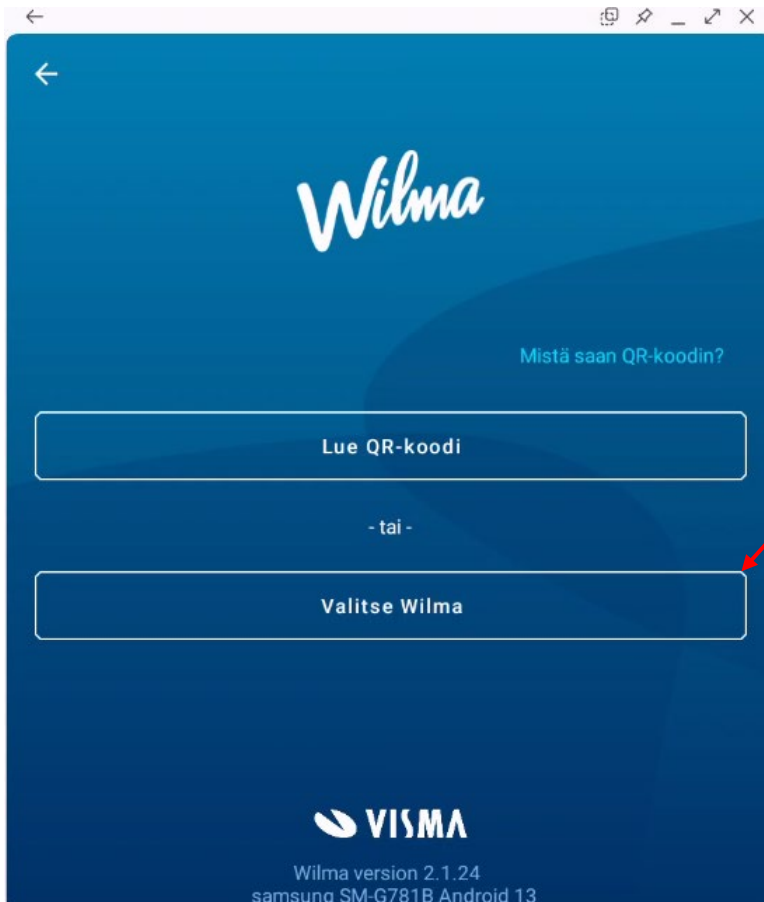 Wilma
Mistä saan QR-koodin?
Lue QR-koodi
- tai -
Valitse Wilma
VISMA
Wilma version 2.1.24
samsung SM-G781B Android 13